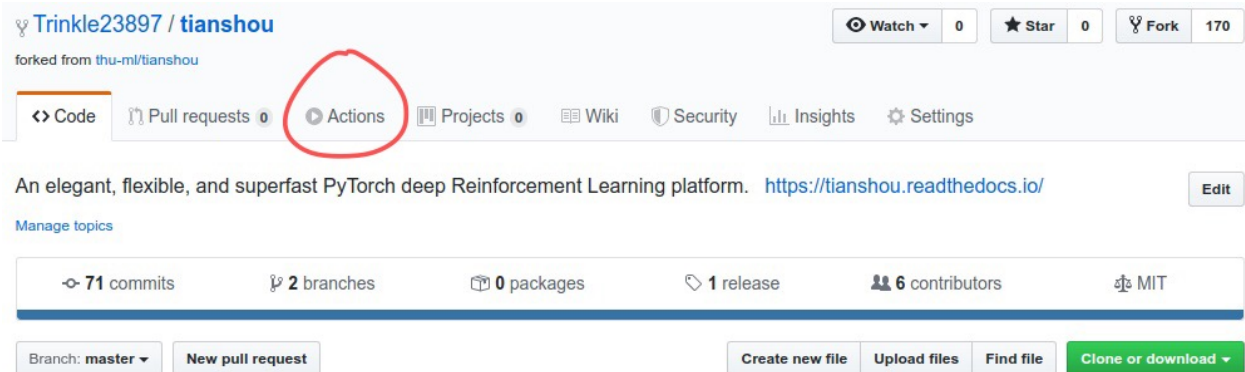 Trinkle23897 / tianshou Watch 0 Star 0 Fork 170
forked from thu-ml/tianshou
<> Code Pull requests 0 Actions Projects 0 Wiki Security Insights Settings
An elegant, flexible, and superfast PyTorch deep Reinforcement Learning platform. https://tianshou.readthedocs.io/ Edit
Manage topics
71 commits 2 branches 0 packages 1 release 6 contributors MIT
Branch: master New pull request Create new file Upload files Find file Clone or download